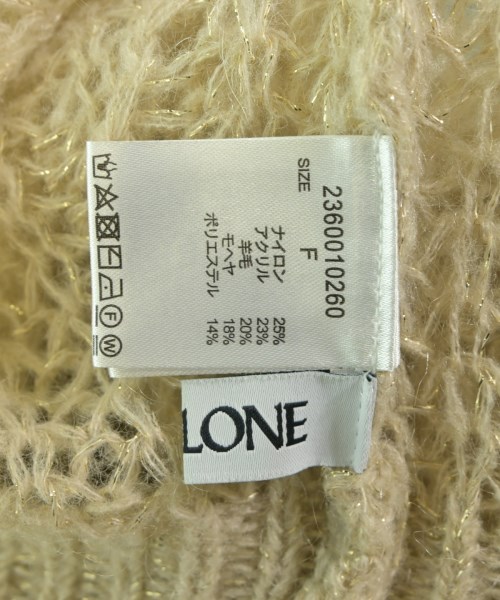 2360010260
SIZE F
ナイロン 25%
アクリル 23%
羊毛 20%
モヘヤ 18%
ポリエステル 14%
F
W
LONE